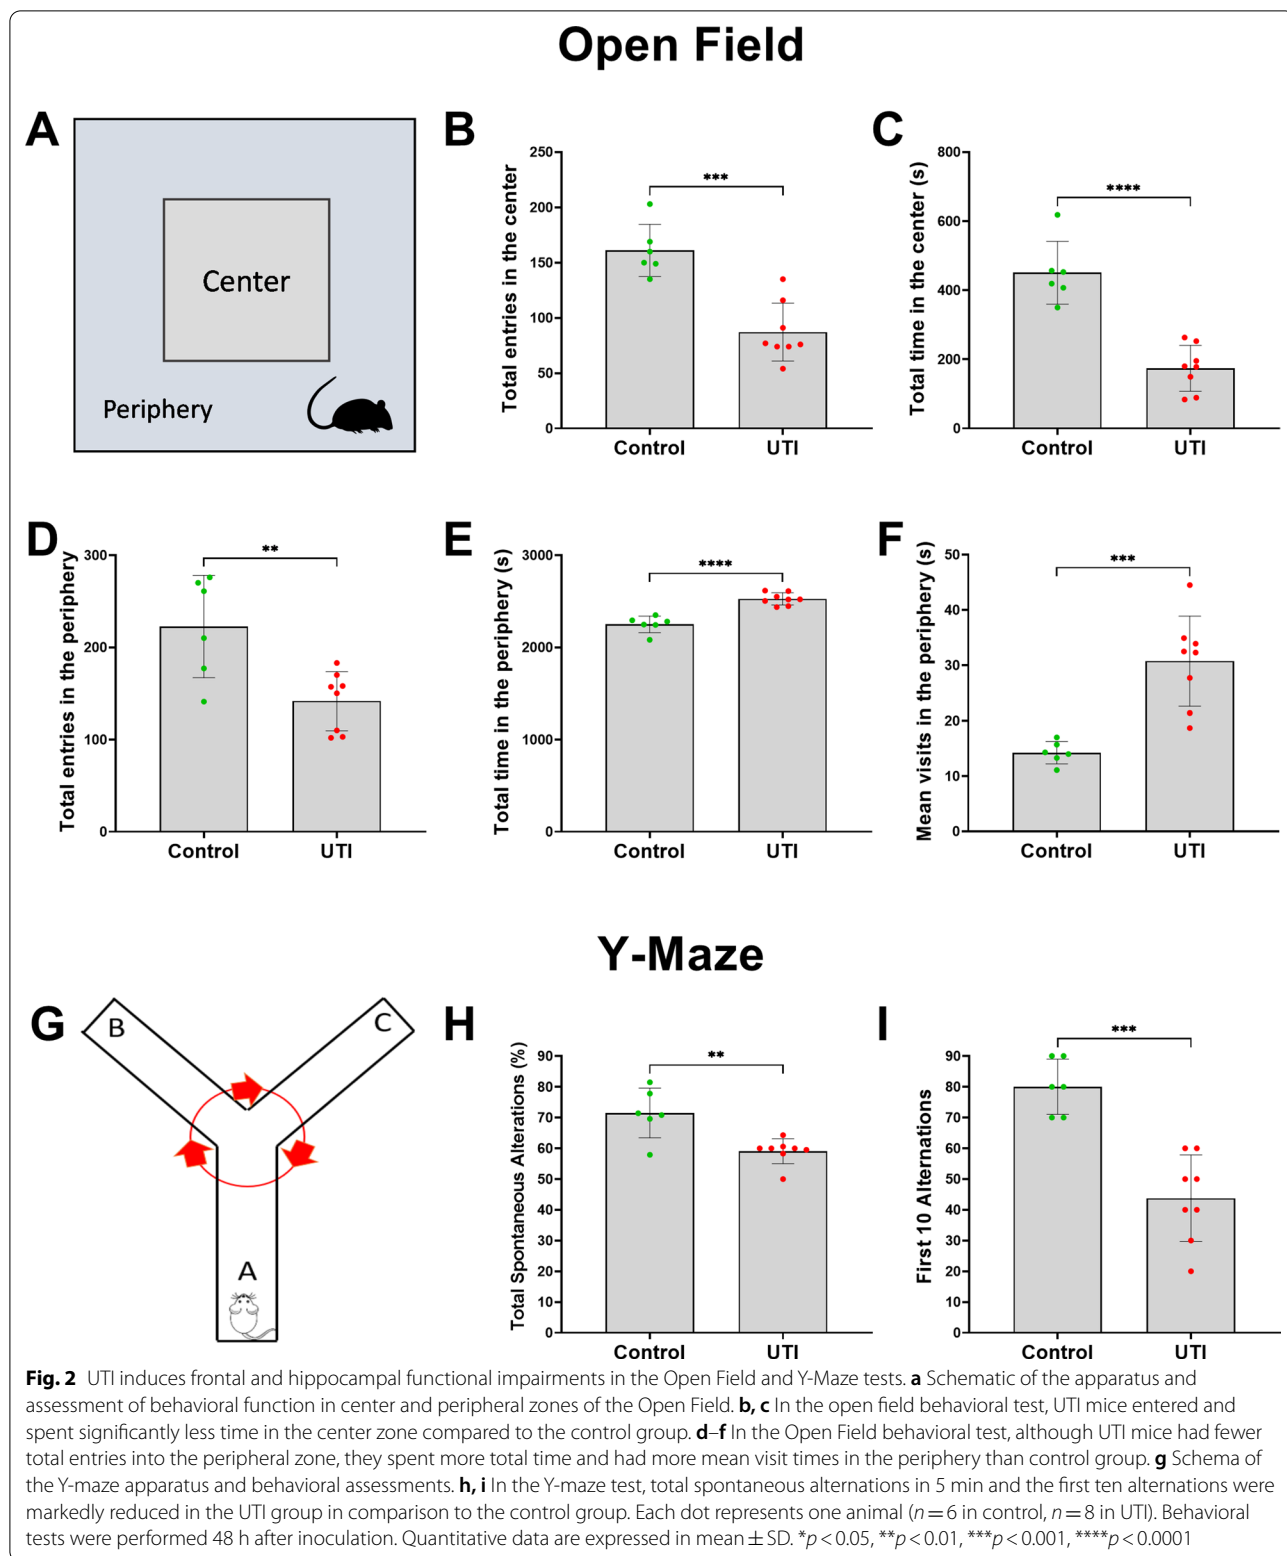 Open Field
A
Center
Periphery
B
Total entries in the center
250
200
150
100
50
0
***
Control
UTI
C
Total time in the center (s)
800
600
400
200
0
****
Control
UTI
D
Total entries in the periphery
300
200
100
0
**
Control
UTI
E
Total time in the periphery (s)
3000
2000
1000
0
****
Control
UTI
F
Mean visits in the periphery (s)
50
40
30
20
10
0
***
Control
UTI
Y-Maze
G
B
C
A
H
Total Spontaneous Alterations (%)
90
80
70
60
50
40
30
20
10
0
**
Control
UTI
I
First 10 Alternations
90
80
70
60
50
40
30
20
10
0
***
Control
UTI
Fig. 2 UTI induces frontal and hippocampal functional impairments in the Open Field and Y-Maze tests. a Schematic of the apparatus and
assessment of behavioral function in center and peripheral zones of the Open Field. b, c In the open field behavioral test, UTI mice entered and
spent significantly less time in the center zone compared to the control group. d–f In the Open Field behavioral test, although UTI mice had fewer
total entries into the peripheral zone, they spent more total time and had more mean visit times in the periphery than control group. g Schema of
the Y-maze apparatus and behavioral assessments. h, i In the Y-maze test, total spontaneous alternations in 5 min and the first ten alternations were
markedly reduced in the UTI group in comparison to the control group. Each dot represents one animal (n = 6 in control, n = 8 in UTI). Behavioral
tests were performed 48 h after inoculation. Quantitative data are expressed in mean ± SD. *p < 0.05, **p < 0.01, ***p < 0.001, ****p < 0.0001